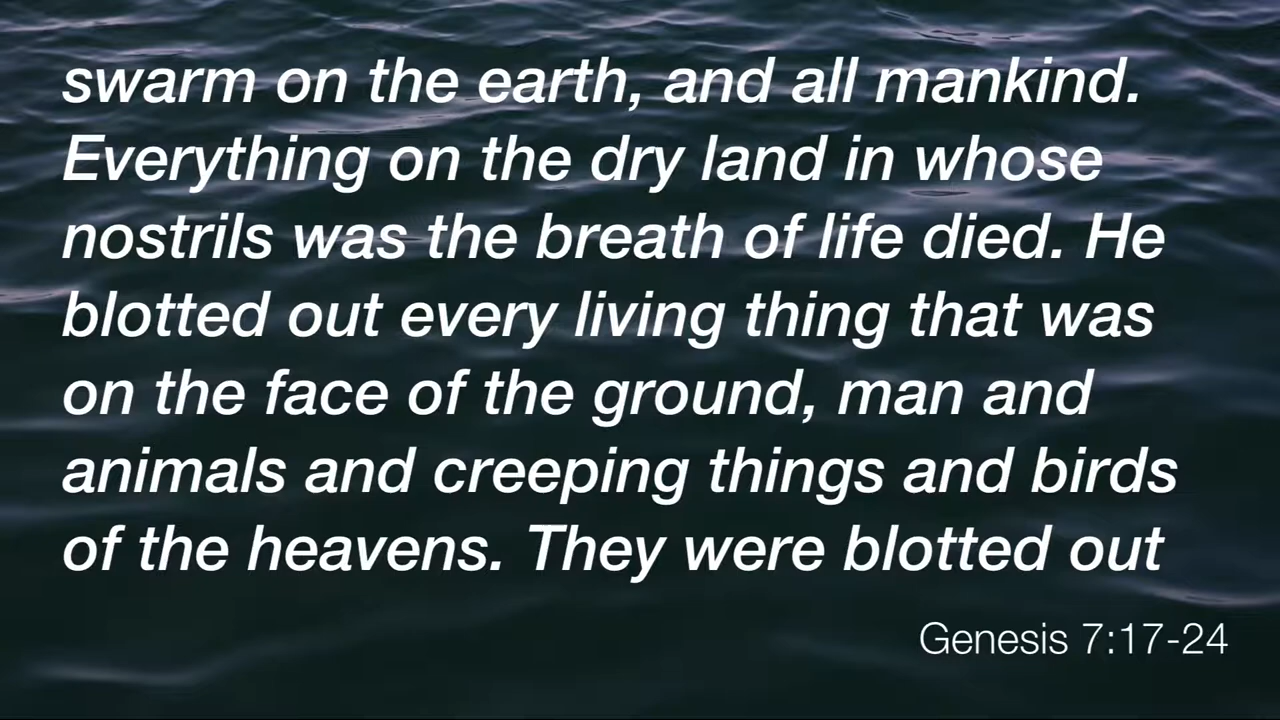 swarm on the earth, and all mankind.
Everything on the dry land in whose
nostrils was the breath of life died. He
blotted out every living thing that was
on the face of the ground, man and
animals and creeping things and birds
of the heavens. They were blotted out
Genesis 7:17-24